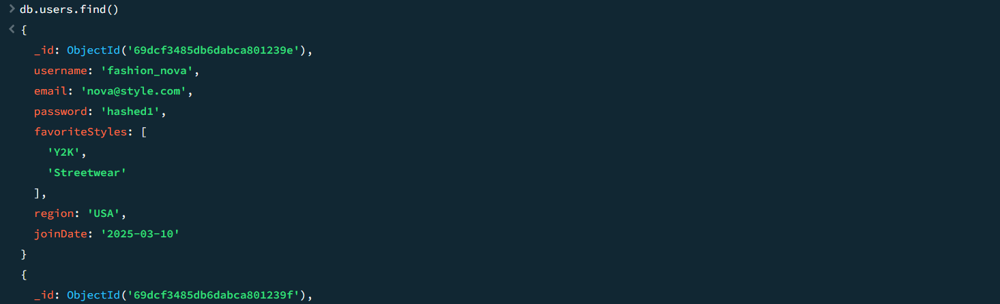 > db.users.find()
< {
_id: ObjectId('69dcf3485db6dabca801239e'),
username: 'fashion_nova',
email: 'nova@style.com',
password: 'hashed1',
favoriteStyles: [
'Y2K',
'Streetwear'
],
region: 'USA',
joinDate: '2025-03-10'
}
{
_id: ObjectId('69dcf3485db6dabca801239f'),